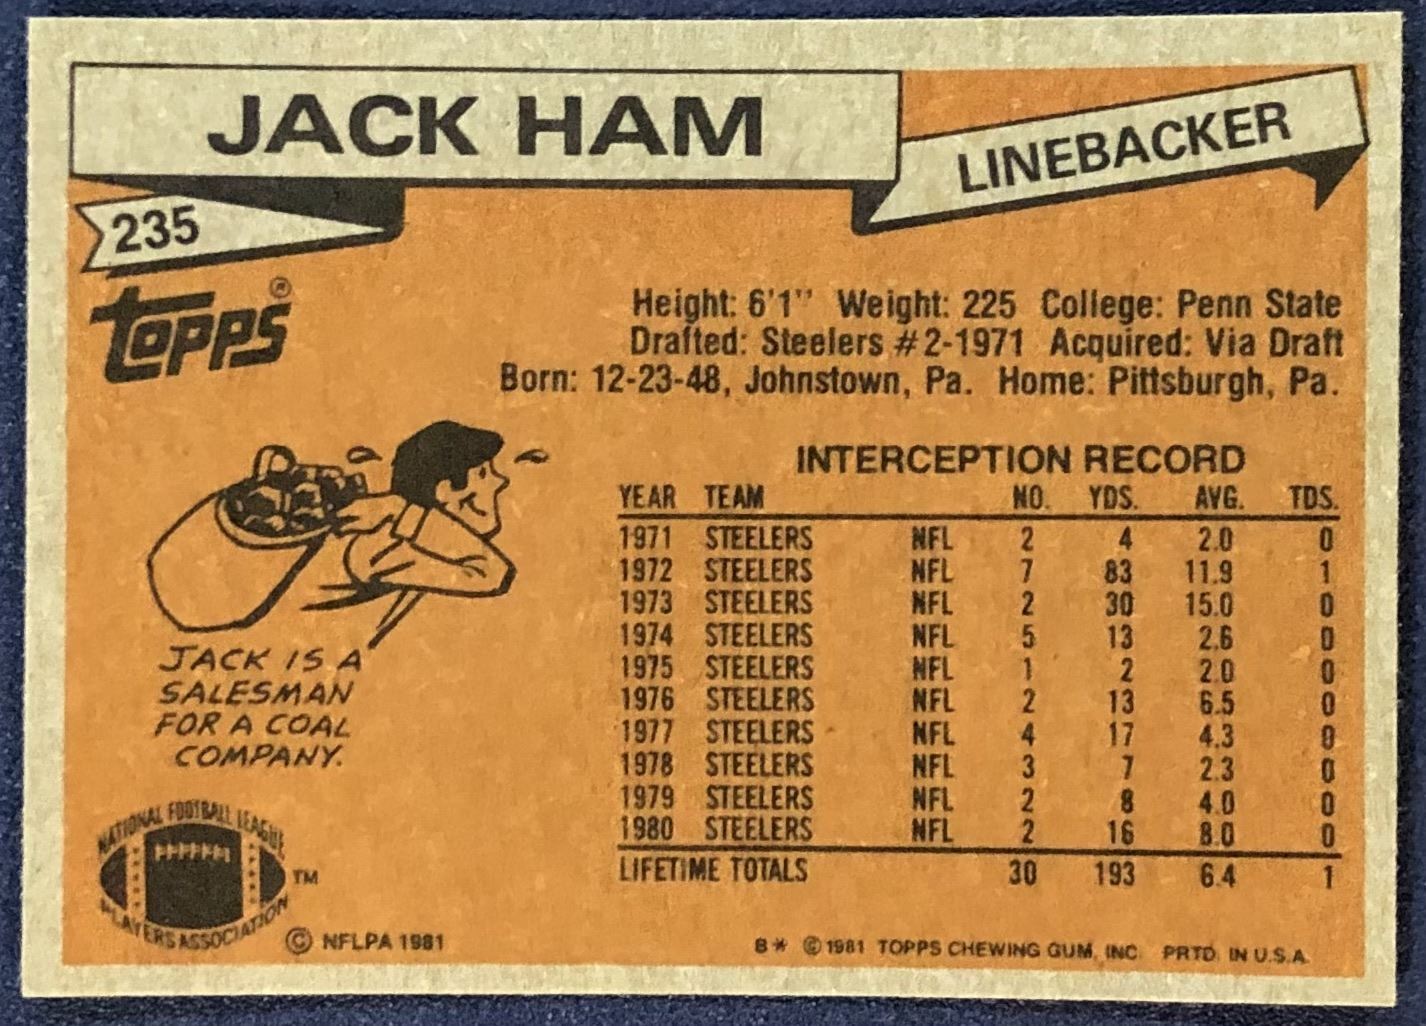 JACK HAM
LINEBACKER
235
TOPPS®
Height: 6'1" Weight: 225 College: Penn State
Drafted: Steelers #2-1971 Acquired: Via Draft
Born: 12-23-48, Johnstown, Pa. Home: Pittsburgh, Pa.
JACK IS A
SALESMAN
FOR A COAL
COMPANY.
INTERCEPTION RECORD
YEAR TEAM NO. YDS. AVG. TDS.
1971 STEELERS NFL 2 4 2.0 0
1972 STEELERS NFL 7 83 11.9 1
1973 STEELERS NFL 2 30 15.0 0
1974 STEELERS NFL 5 13 2.6 0
1975 STEELERS NFL 1 2 2.0 0
1976 STEELERS NFL 2 13 6.5 0
1977 STEELERS NFL 4 17 4.3 0
1978 STEELERS NFL 3 7 2.3 0
1979 STEELERS NFL 2 8 4.0 0
1980 STEELERS NFL 2 16 8.0 0
LIFETIME TOTALS 30 193 6.4 1
NATIONAL FOOTBALL LEAGUE
PLAYERS ASSOCIATION
TM
© NFLPA 1981
B* © 1981 TOPPS CHEWING GUM, INC. PRTD. IN U.S.A.